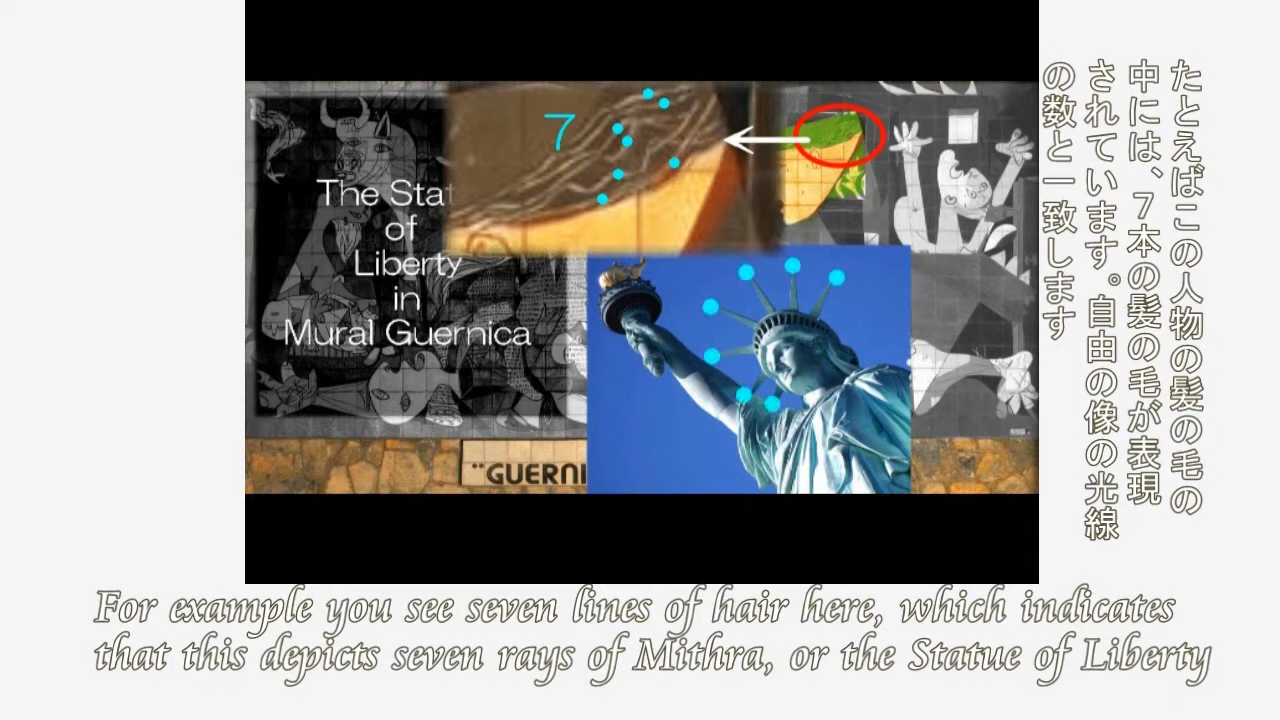 The Stat
of
Liberty
in
Mural Guernica
7
"GUERNI
たとえばこの人物の髪の毛の
中には、7本の髪の毛が表現
されています。自由の像の光線
の数と一致します
For example you see seven lines of hair here, which indicates
that this depicts seven rays of Mithra, or the Statue of Liberty